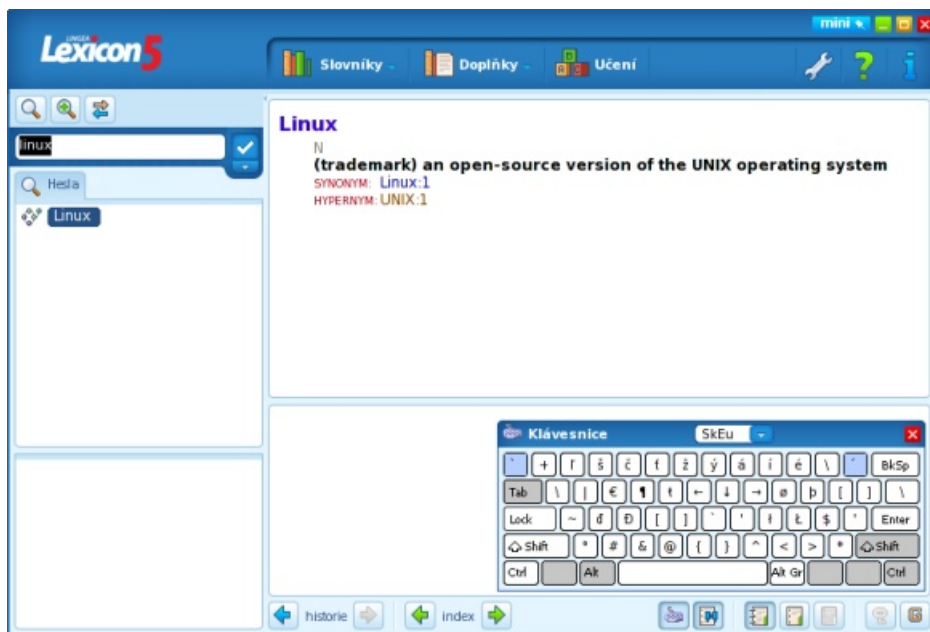 mini
LINGEA
Lexicon5
Slovníky
Doplňky
Učení
linux
Hesla
Linux
Linux
N
(trademark) an open-source version of the UNIX operating system
SYNONYM: Linux:1
HYPERNYM: UNIX:1
Klávesnice
SkEu
` + ľ š č ť ž ý á í é \ ´ BkSp
Tab \ | € ¶ ŧ ← ↓ → ø þ [ ] \
Lock ~ đ Đ [ ] ` ' ł Ł $ ' Enter
Shift ° # & @ { } ^ < > * Shift
Ctrl Alt Alt Gr Ctrl
historie
index